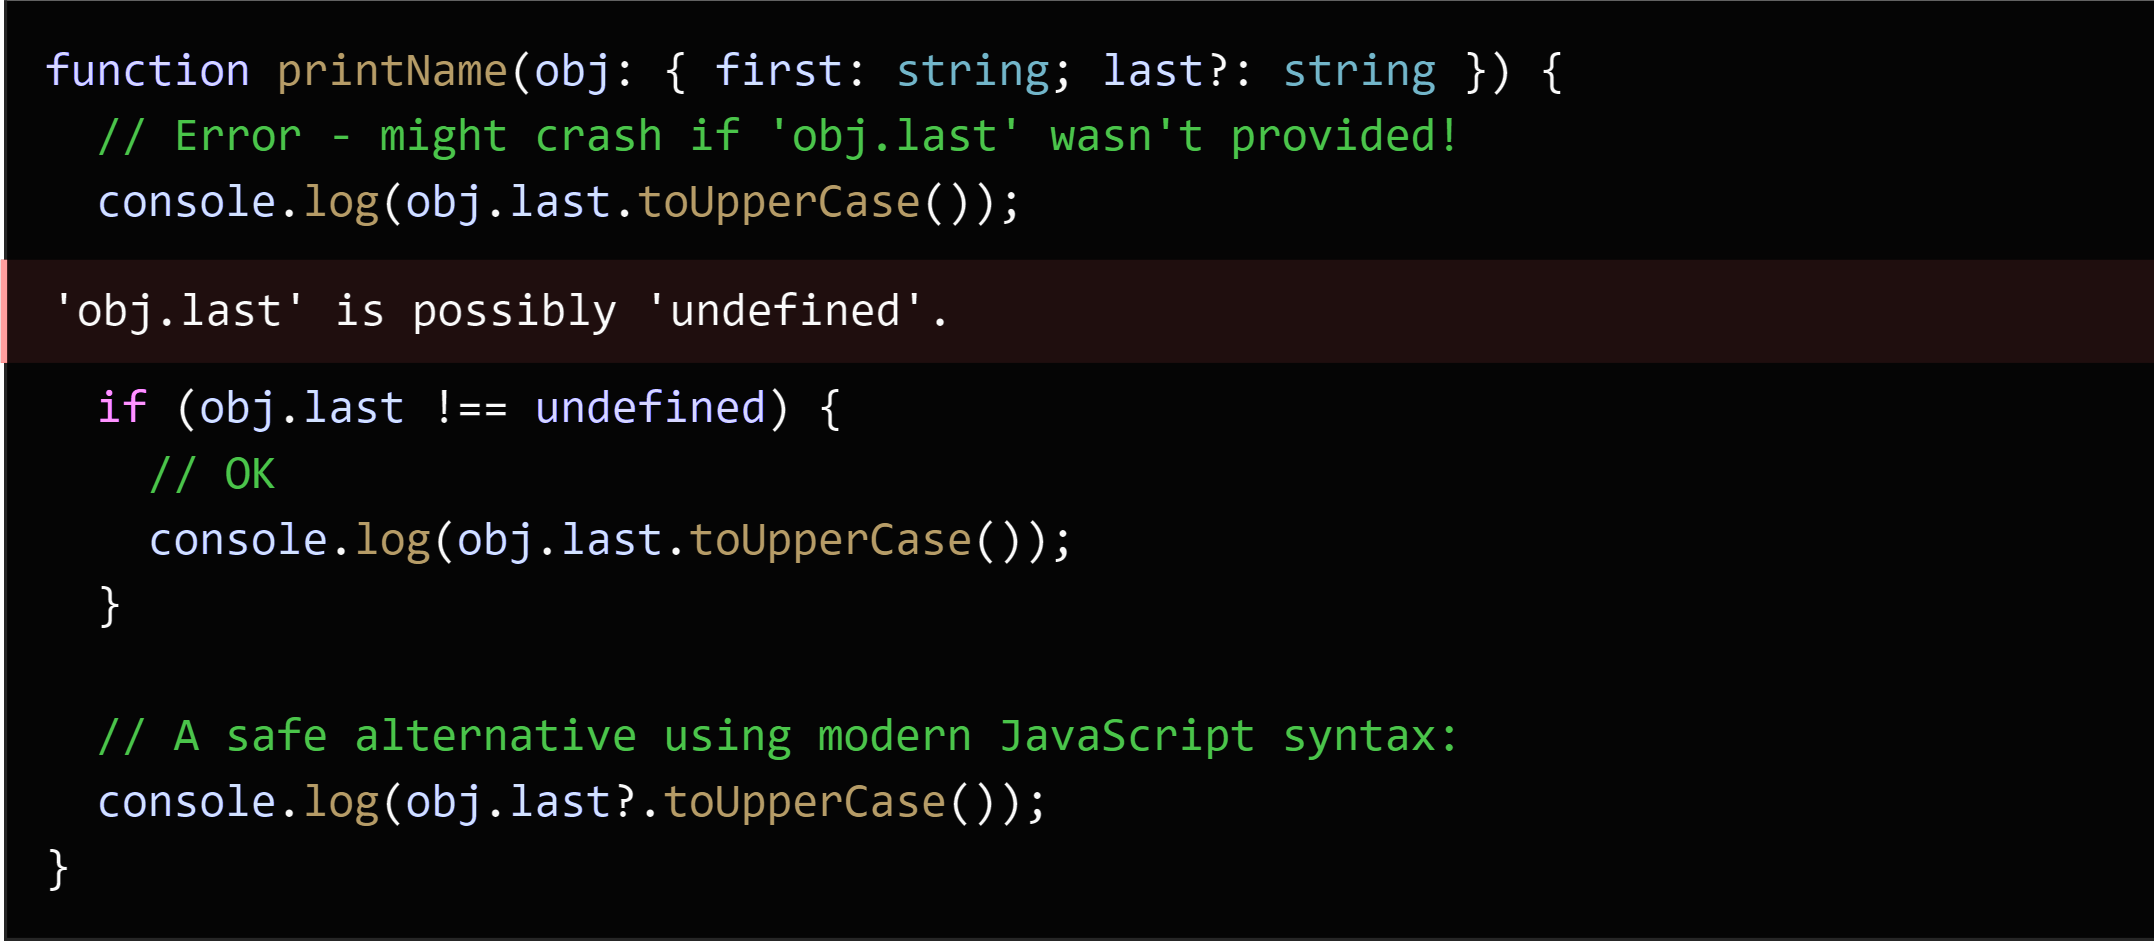 function printName(obj: { first: string; last?: string }) {
  // Error - might crash if 'obj.last' wasn't provided!
  console.log(obj.last.toUpperCase());
'obj.last' is possibly 'undefined'.
  if (obj.last !== undefined) {
    // OK
    console.log(obj.last.toUpperCase());
  }
  // A safe alternative using modern JavaScript syntax:
  console.log(obj.last?.toUpperCase());
}